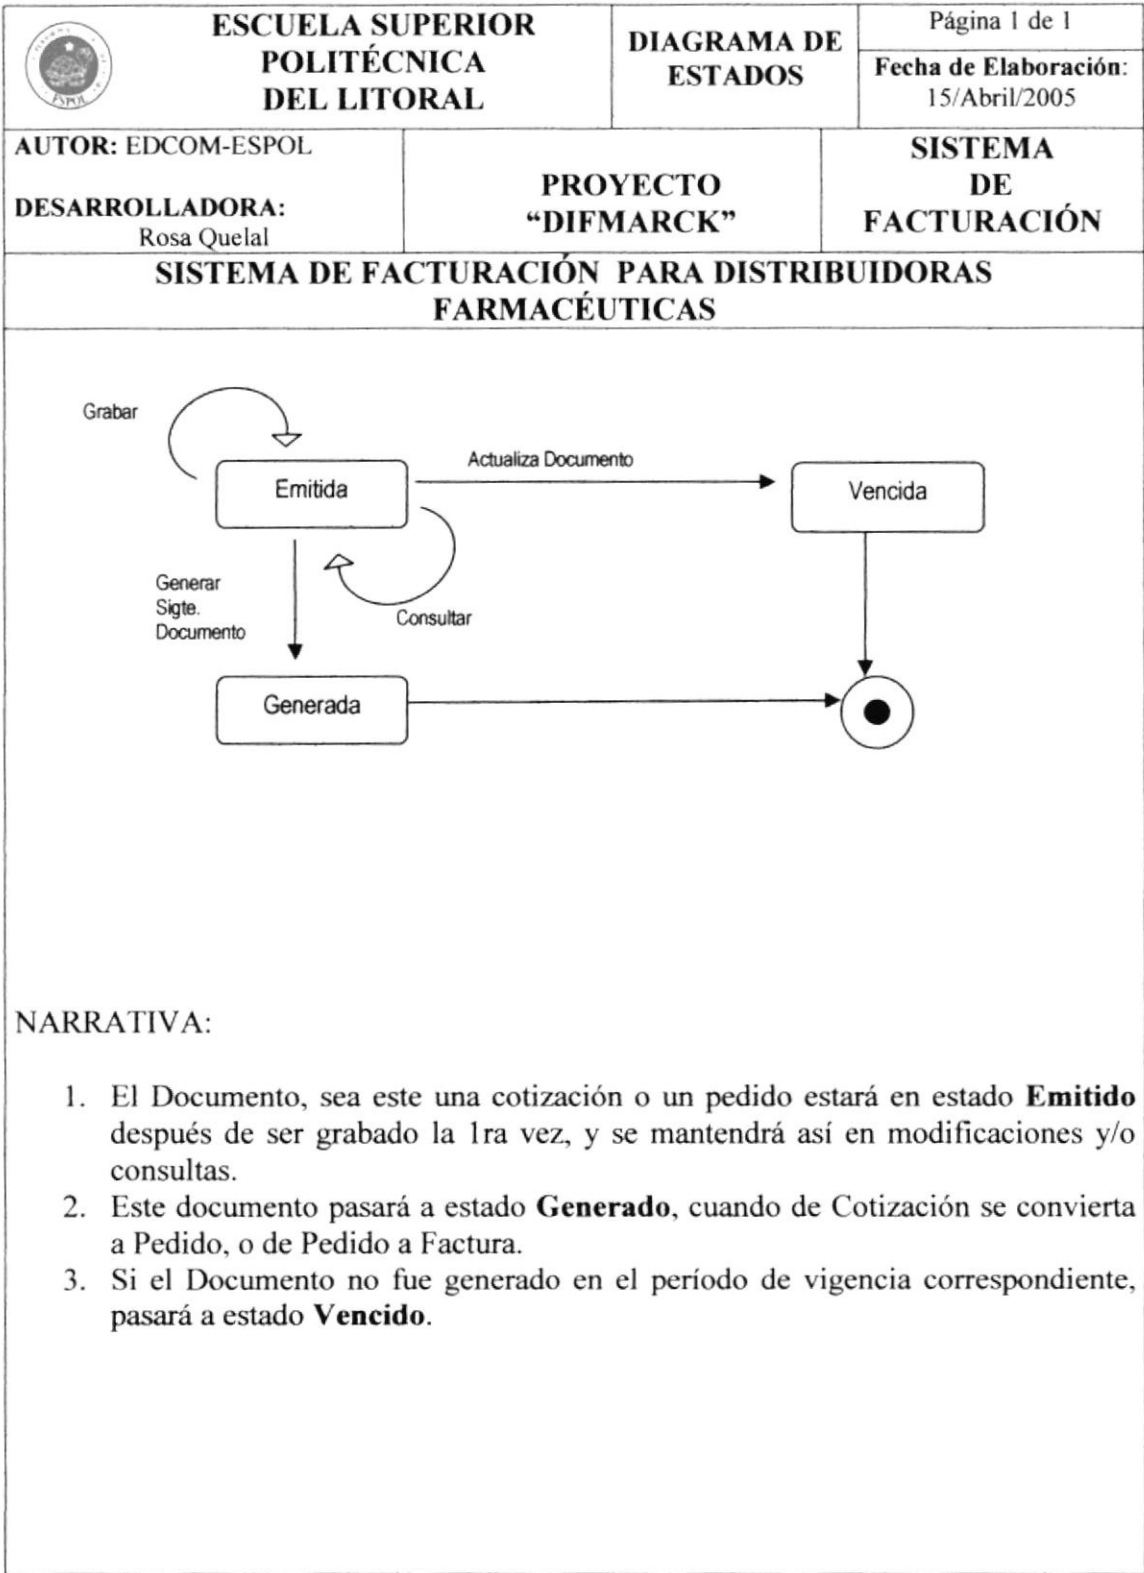 ESCUELA SUPERIOR
POLITÉCNICA
DEL LITORAL
DIAGRAMA DE
ESTADOS
Página 1 de 1
Fecha de Elaboración:
15/Abril/2005
ESPOL
AUTOR: EDCOM-ESPOL
DESARROLLADORA:
Rosa Quelal
PROYECTO
“DIFMARCK”
SISTEMA
DE
FACTURACIÓN
SISTEMA DE FACTURACIÓN PARA DISTRIBUIDORAS
FARMACÉUTICAS
Grabar
Emitida
Actualiza Documento
Vencida
Generar
Sigte.
Documento
Consultar
Generada
NARRATIVA:
1. El Documento, sea este una cotización o un pedido estará en estado Emitido
después de ser grabado la 1ra vez, y se mantendrá así en modificaciones y/o
consultas.
2. Este documento pasará a estado Generado, cuando de Cotización se convierta
a Pedido, o de Pedido a Factura.
3. Si el Documento no fue generado en el período de vigencia correspondiente,
pasará a estado Vencido.